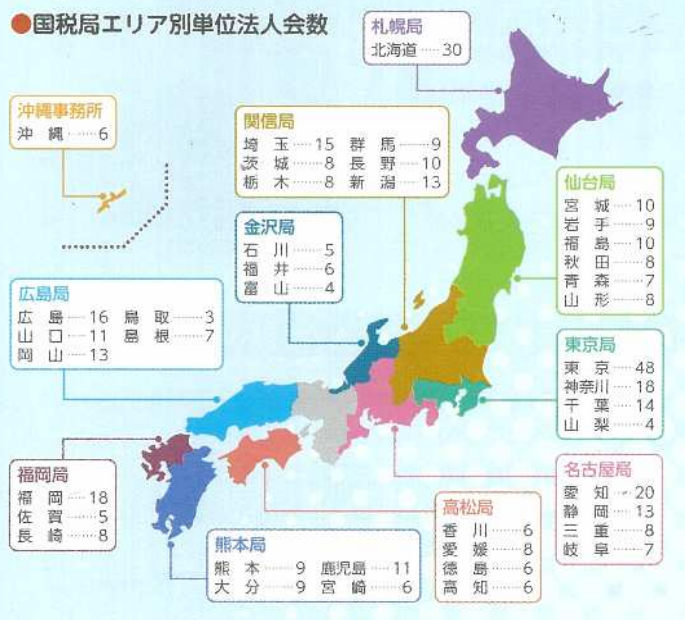 ●国税局エリア別単位法人会数
札幌局
北海道……30
沖縄事務所
沖 縄……6
関信局
埼 玉……15 群 馬……9
茨 城……8 長 野……10
栃 木……8 新 潟……13
仙台局
宮 城……10
岩 手……9
福 島……10
秋 田……8
青 森……7
山 形……8
金沢局
石 川……5
福 井……6
富 山……4
広島局
広 島……16 鳥 取……3
山 口……11 島 根……7
岡 山……13
東京局
東 京……48
神奈川……18
千 葉……14
山 梨……4
福岡局
福 岡……18
佐 賀……5
長 崎……8
名古屋局
愛 知……20
静 岡……13
三 重……8
岐 阜……7
高松局
香 川……6
愛 媛……8
徳 島……6
高 知……6
熊本局
熊 本……9 鹿児島……11
大 分……9 宮 崎……6